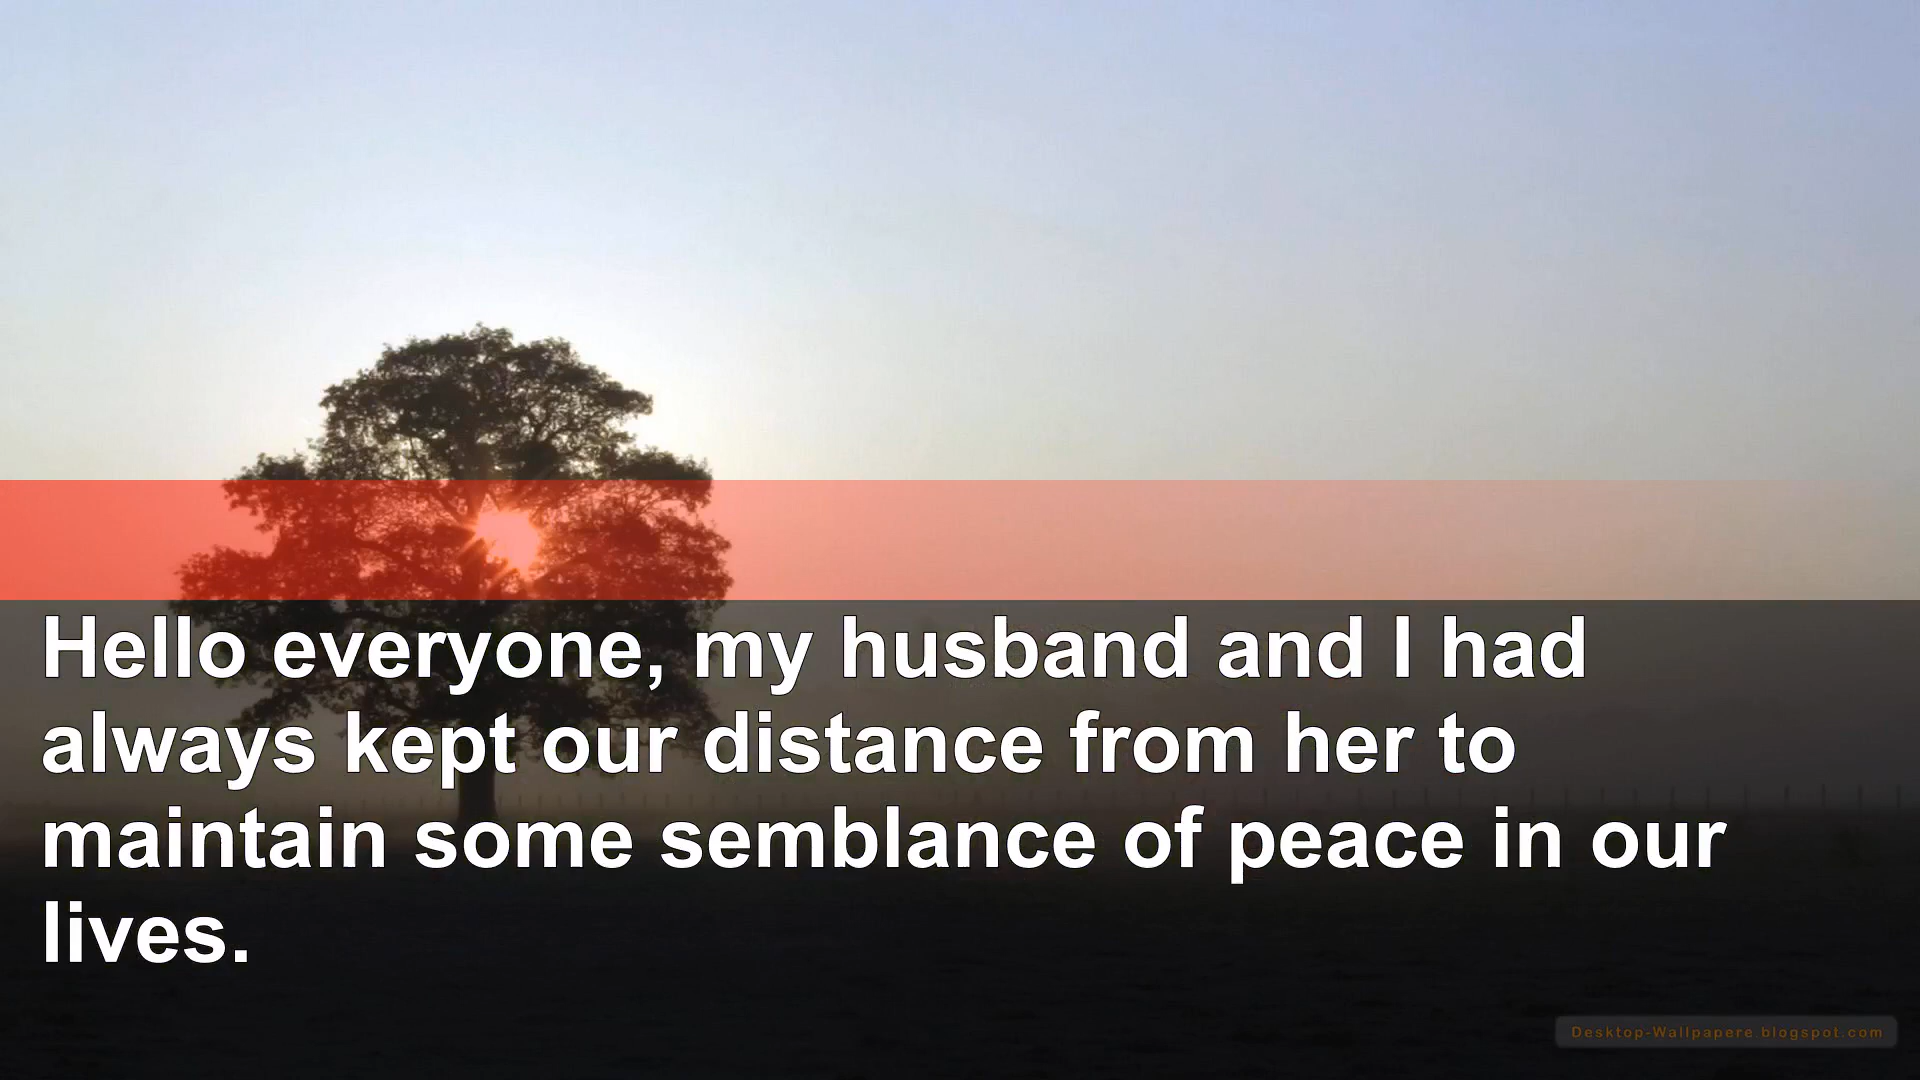 Hello everyone, my husband and I had
always kept our distance from her to
maintain some semblance of peace in our
lives.
Desktop-Wallpapere.blogspot.com